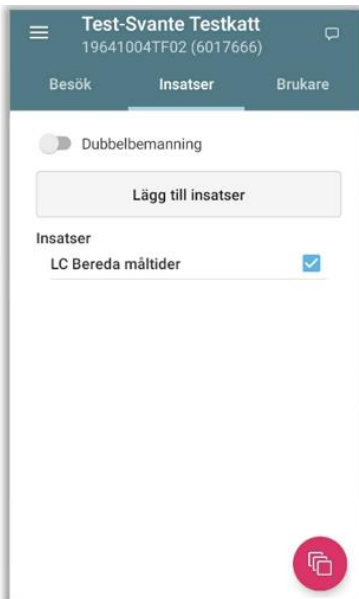 Test-Svante Testkatt
19641004TF02 (6017666)
Besök Insatser Brukare
Dubbelbemanning
Lägg till insatser
Insatser
LC Bereda måltider